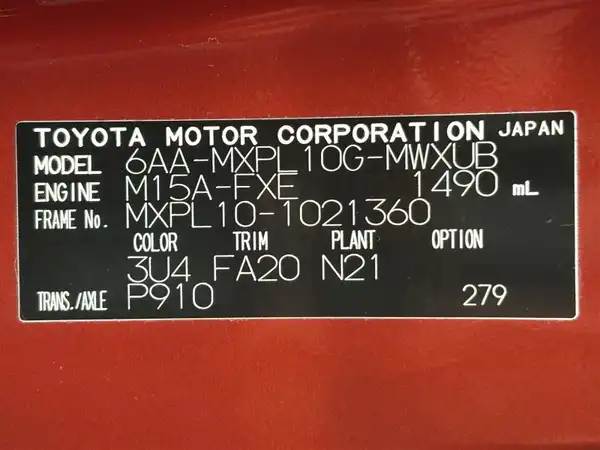 TOYOTA MOTOR CORPORATION JAPAN
MODEL 6AA-MXPL10G-MWXUB
ENGINE M15A-FXE 1490 mL
FRAME No. MXPL10-1021360
COLOR TRIM PLANT OPTION
3U4 FA20 N21
TRANS./AXLE P910 279